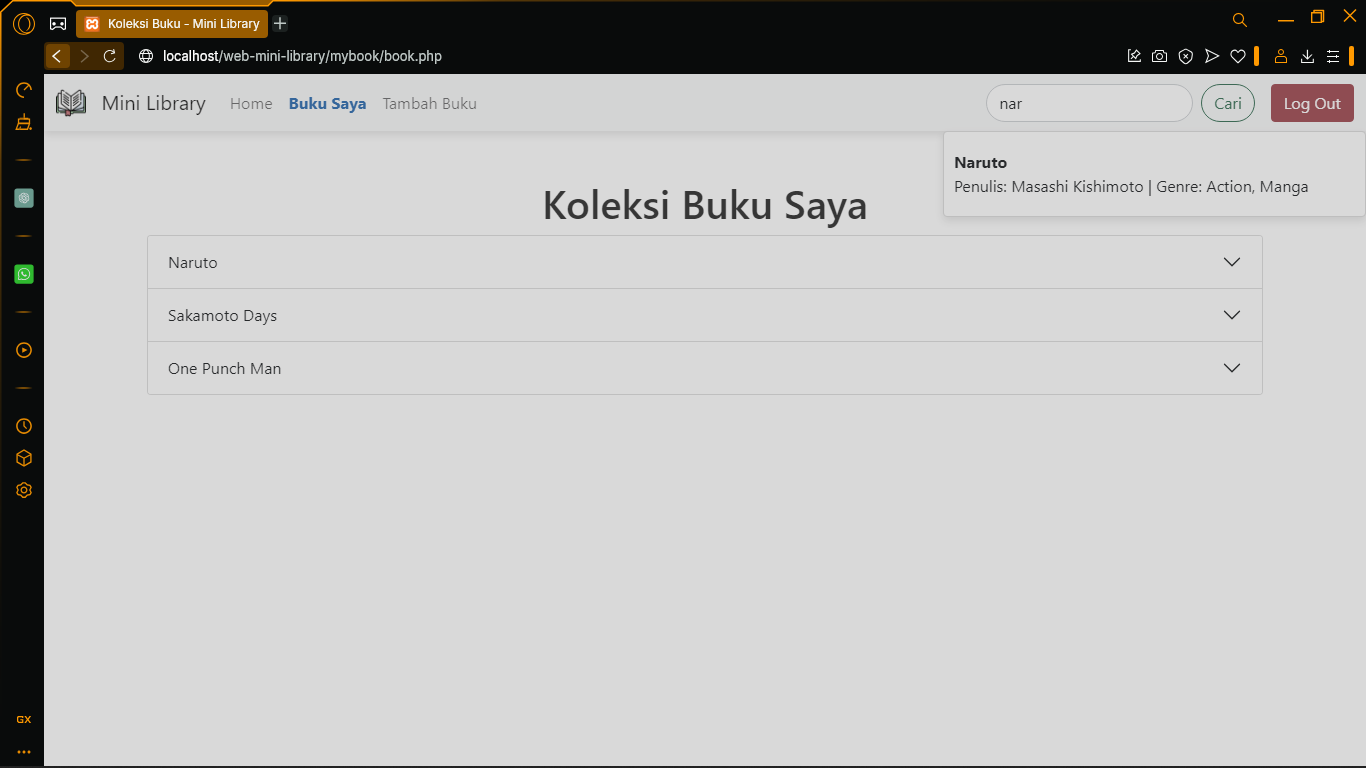 Koleksi Buku - Mini Library
localhost/web-mini-library/mybook/book.php
Mini Library Home Buku Saya Tambah Buku nar Cari Log Out
Naruto
Penulis: Masashi Kishimoto | Genre: Action, Manga
Koleksi Buku Saya
Naruto
Sakamoto Days
One Punch Man
GX